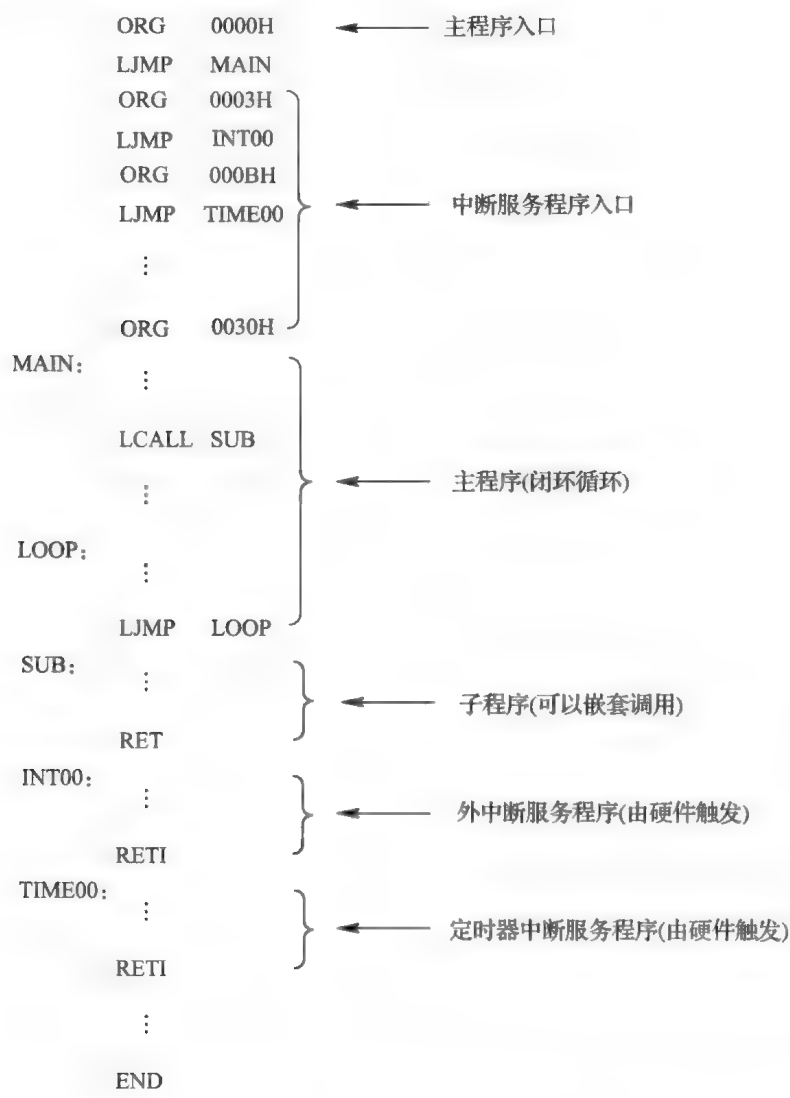 ORG 0000H 主程序入口
LJMP MAIN
ORG 0003H
LJMP INT00
ORG 000BH
LJMP TIME00 中断服务程序入口
⋮
ORG 0030H
MAIN: ⋮
LCALL SUB
⋮ 主程序(闭环循环)
LOOP: ⋮
LJMP LOOP
SUB: ⋮
子程序(可以嵌套调用)
RET
INT00: ⋮
外中断服务程序(由硬件触发)
RETI
TIME00: ⋮
定时器中断服务程序(由硬件触发)
RETI
⋮
END